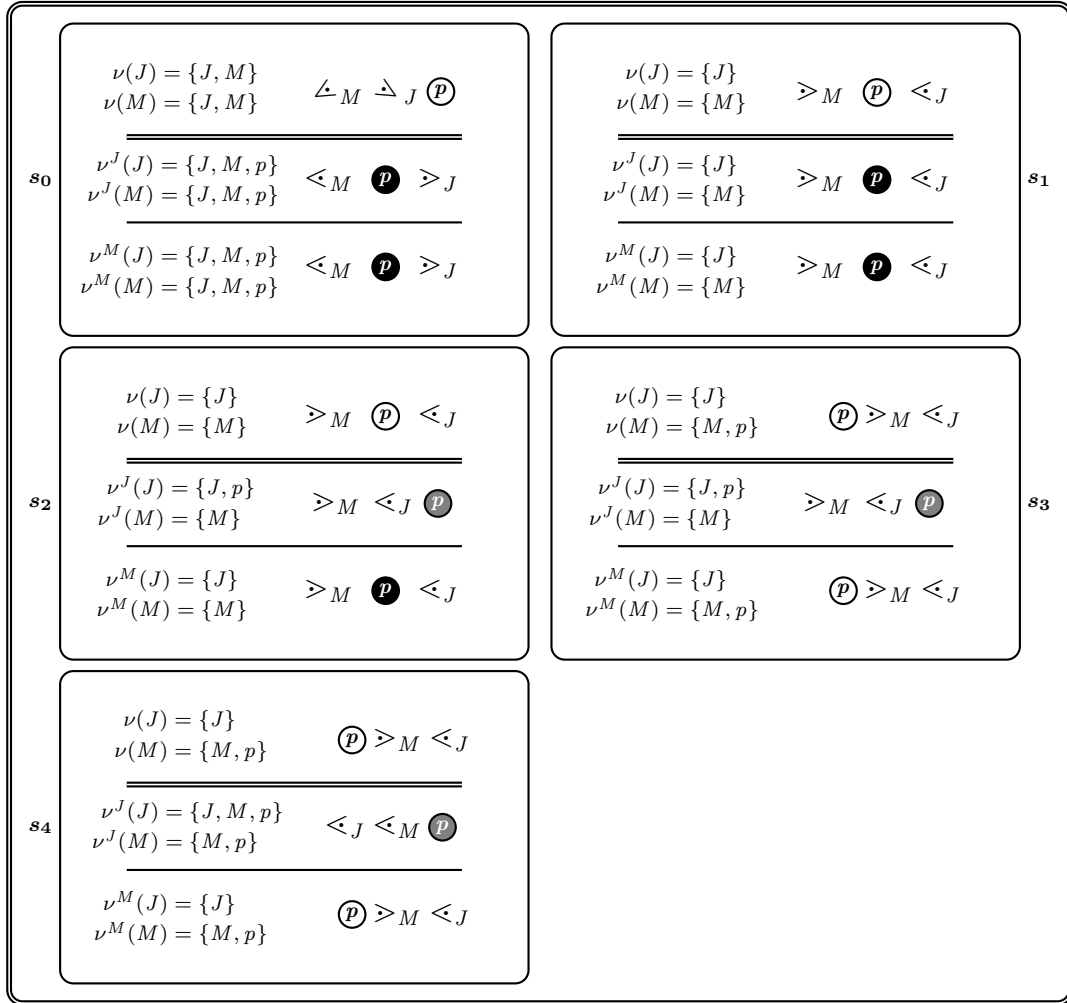 s₀
ν(J) = {J, M}
ν(M) = {J, M}
⦟M ⦣J p
ν^J(J) = {J, M, p}
ν^J(M) = {J, M, p}
⋖M p ⋗J
ν^M(J) = {J, M, p}
ν^M(M) = {J, M, p}
⋖M p ⋗J
s₁
ν(J) = {J}
ν(M) = {M}
⋗M p ⋖J
ν^J(J) = {J}
ν^J(M) = {M}
⋗M p ⋖J
ν^M(J) = {J}
ν^M(M) = {M}
⋗M p ⋖J
s₂
ν(J) = {J}
ν(M) = {M}
⋗M p ⋖J
ν^J(J) = {J, p}
ν^J(M) = {M}
⋗M ⋖J p
ν^M(J) = {J}
ν^M(M) = {M}
⋗M p ⋖J
s₃
ν(J) = {J}
ν(M) = {M, p}
p ⋗M ⋖J
ν^J(J) = {J, p}
ν^J(M) = {M}
⋗M ⋖J p
ν^M(J) = {J}
ν^M(M) = {M, p}
p ⋗M ⋖J
s₄
ν(J) = {J}
ν(M) = {M, p}
p ⋗M ⋖J
ν^J(J) = {J, M, p}
ν^J(M) = {M, p}
⋖J ⋖M p
ν^M(J) = {J}
ν^M(M) = {M, p}
p ⋗M ⋖J